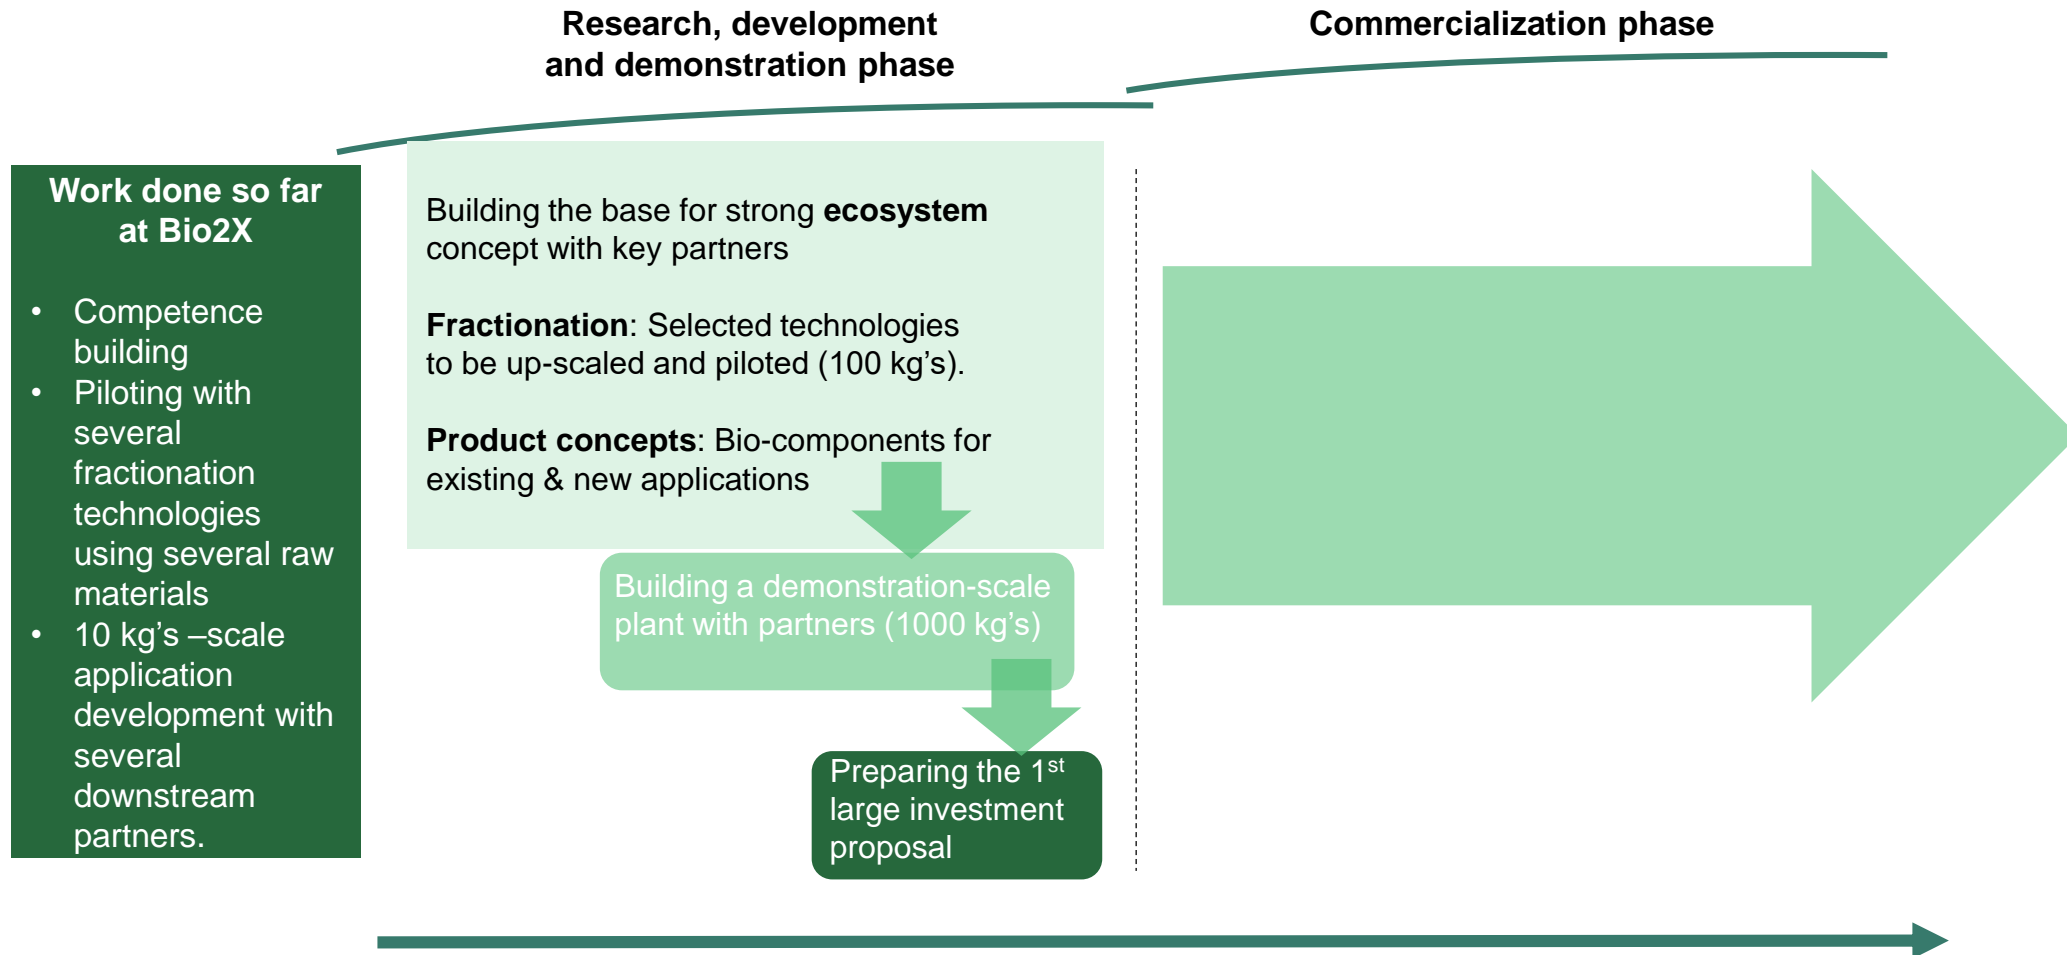 Research, development
and demonstration phase
Commercialization phase
Work done so far
at Bio2X
• Competence
building
• Piloting with
several
fractionation
technologies
using several raw
materials
• 10 kg’s –scale
application
development with
several
downstream
partners.
Building the base for strong ecosystem
concept with key partners
Fractionation: Selected technologies
to be up-scaled and piloted (100 kg’s).
Product concepts: Bio-components for
existing & new applications
Building a demonstration-scale
plant with partners (1000 kg’s)
Preparing the 1st
large investment
proposal